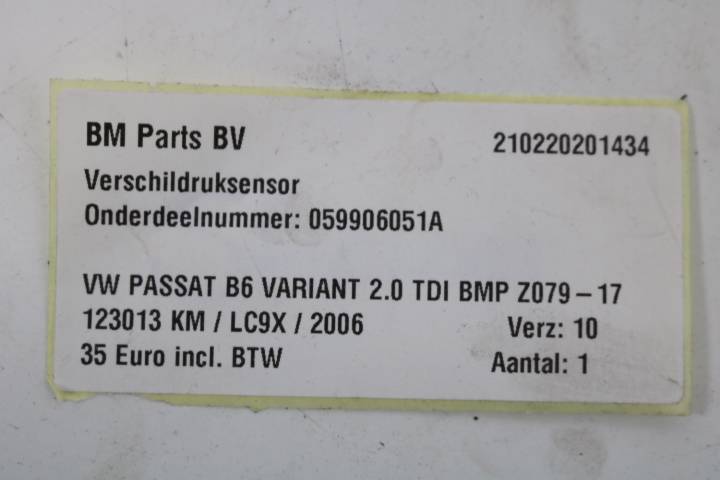 BM Parts BV 210220201434
Verschildruksensor
Onderdeelnummer: 059906051A
VW PASSAT B6 VARIANT 2.0 TDI BMP Z079-17
123013 KM / LC9X / 2006 Verz: 10
35 Euro incl. BTW Aantal: 1